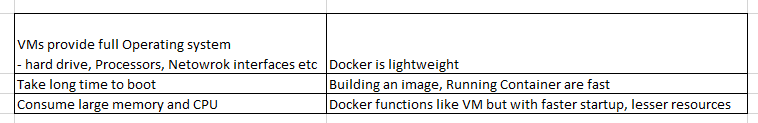 VMs provide full Operating system
- hard drive, Processors, Netowrok interfaces etc Docker is lightweight
Take long time to boot Building an image, Running Container are fast
Consume large memory and CPU Docker functions like VM but with faster startup, lesser resources